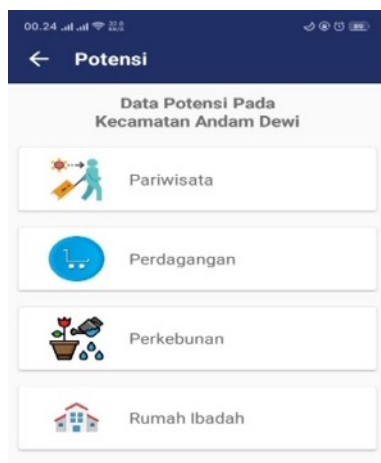 00.24
Potensi
Data Potensi Pada
Kecamatan Andam Dewi
Pariwisata
Perdagangan
Perkebunan
Rumah Ibadah